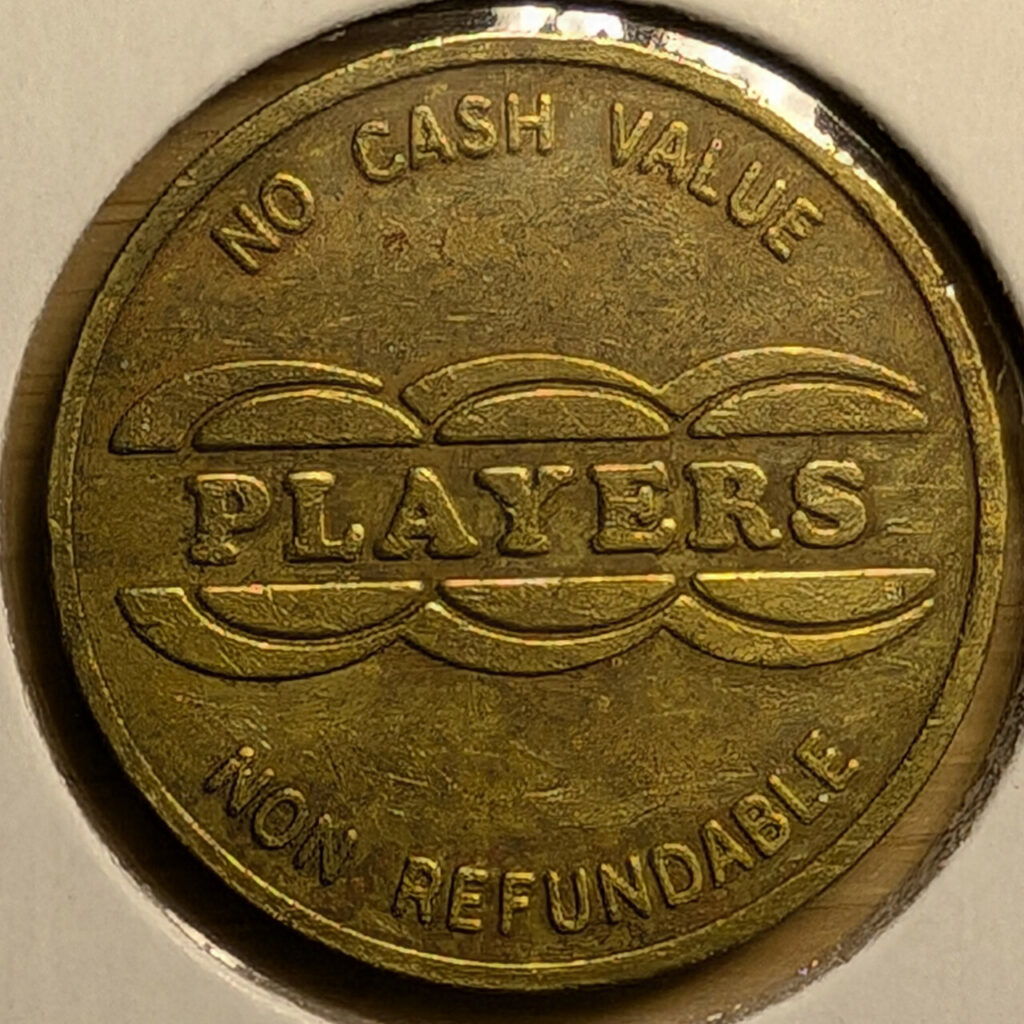 NO CASH VALUE
PLAYERS
NON REFUNDABLE